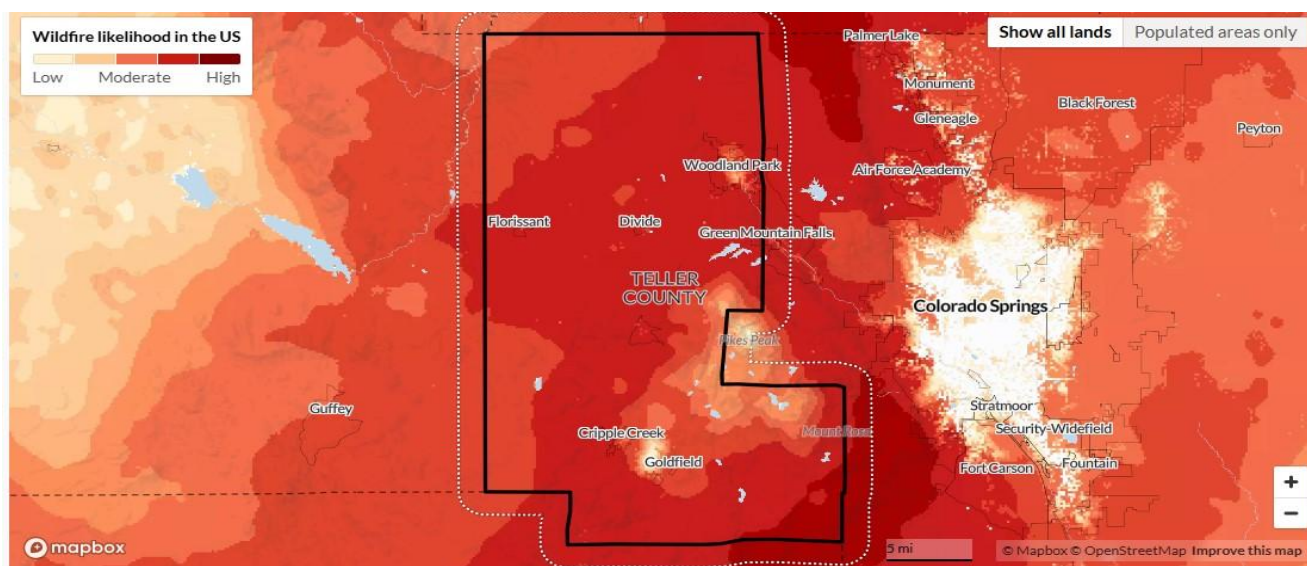 Wildfire likelihood in the US
Low Moderate High
Show all lands Populated areas only
Palmer Lake
Monument
Black Forest
Gleneagle
Peyton
Woodland Park
Air Force Academy
Florissant
Divide
Green Mountain Falls
TELLER
COUNTY
Colorado Springs
Pikes Peak
Guffey
Stratmoor
Security-Widefield
Cripple Creek
Mount Rosa
Goldfield
Fort Carson
Fountain
+
−
mapbox
5 mi
© Mapbox © OpenStreetMap Improve this map